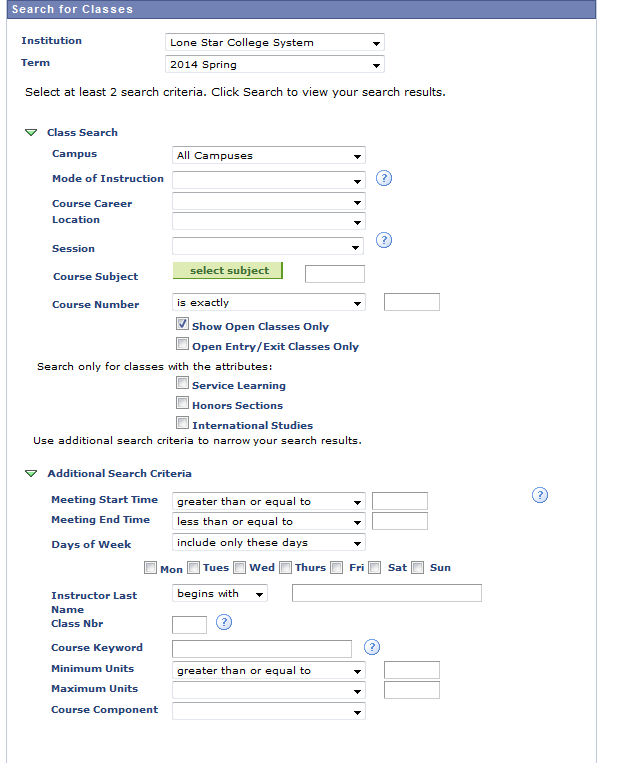 Search for Classes
Institution Lone Star College System
Term 2014 Spring
Select at least 2 search criteria. Click Search to view your search results.
Class Search
Campus All Campuses
Mode of Instruction ?
Course Career
Location
Session ?
Course Subject select subject
Course Number is exactly
Show Open Classes Only
Open Entry/Exit Classes Only
Search only for classes with the attributes:
Service Learning
Honors Sections
International Studies
Use additional search criteria to narrow your search results.
Additional Search Criteria
Meeting Start Time greater than or equal to ?
Meeting End Time less than or equal to
Days of Week include only these days
Mon Tues Wed Thurs Fri Sat Sun
Instructor Last begins with
Name
Class Nbr ?
Course Keyword ?
Minimum Units greater than or equal to
Maximum Units
Course Component